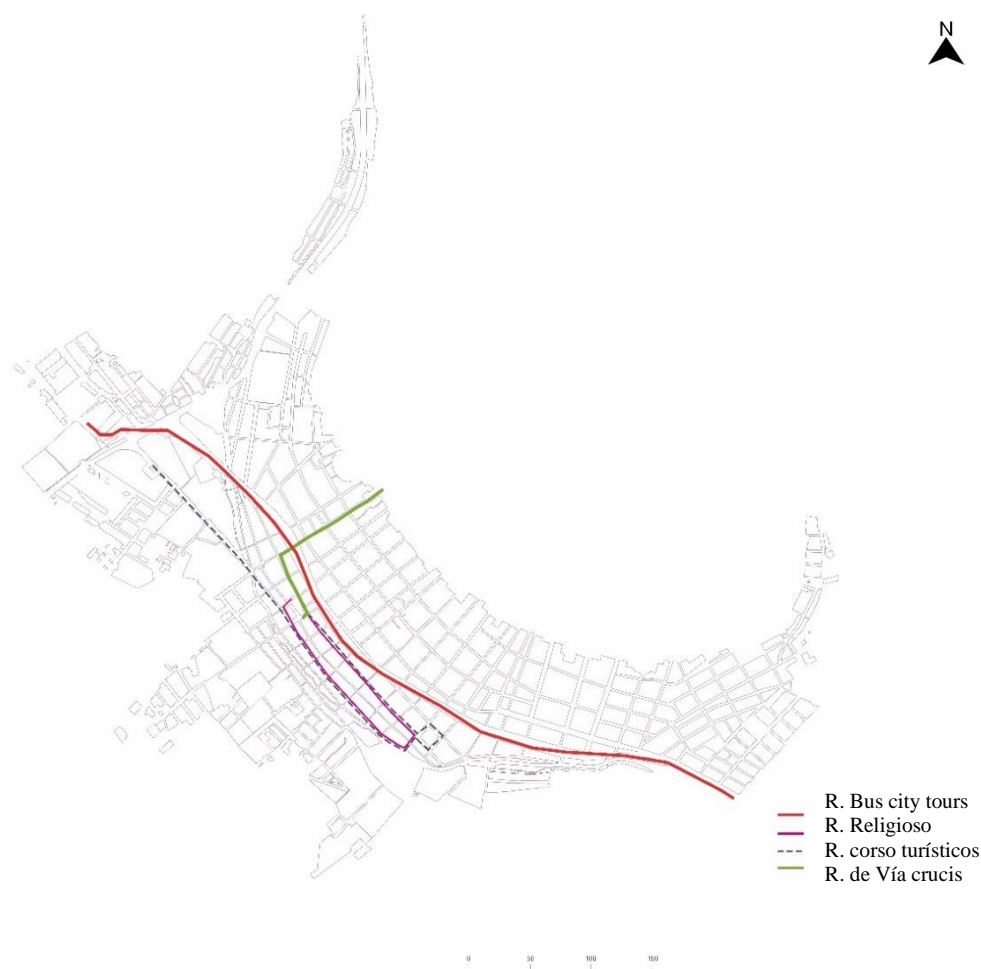 N
R. Bus city tours
R. Religioso
R. corso turísticos
R. de Vía crucis
0 50 100 150